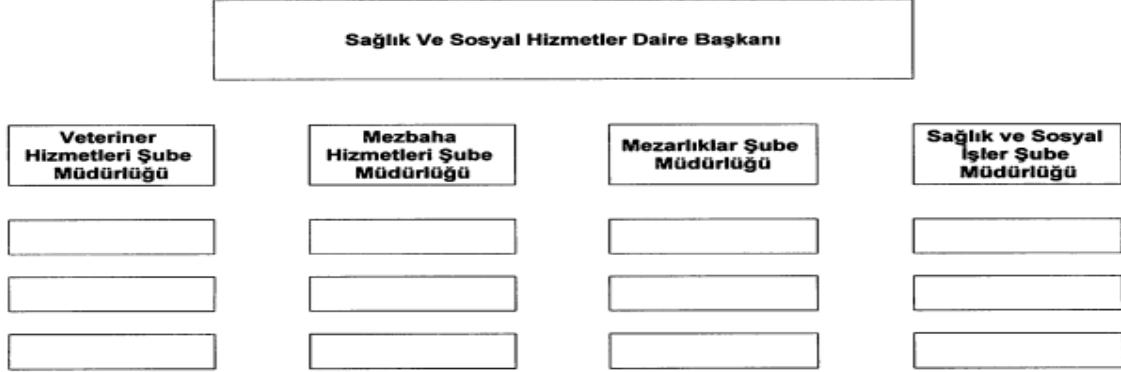 Sağlık Ve Sosyal Hizmetler Daire Başkanı
Veteriner
Hizmetleri Şube
Müdürlüğü
Mezbaha
Hizmetleri Şube
Müdürlüğü
Mezarlıklar Şube
Müdürlüğü
Sağlık ve Sosyal
İşler Şube
Müdürlüğü